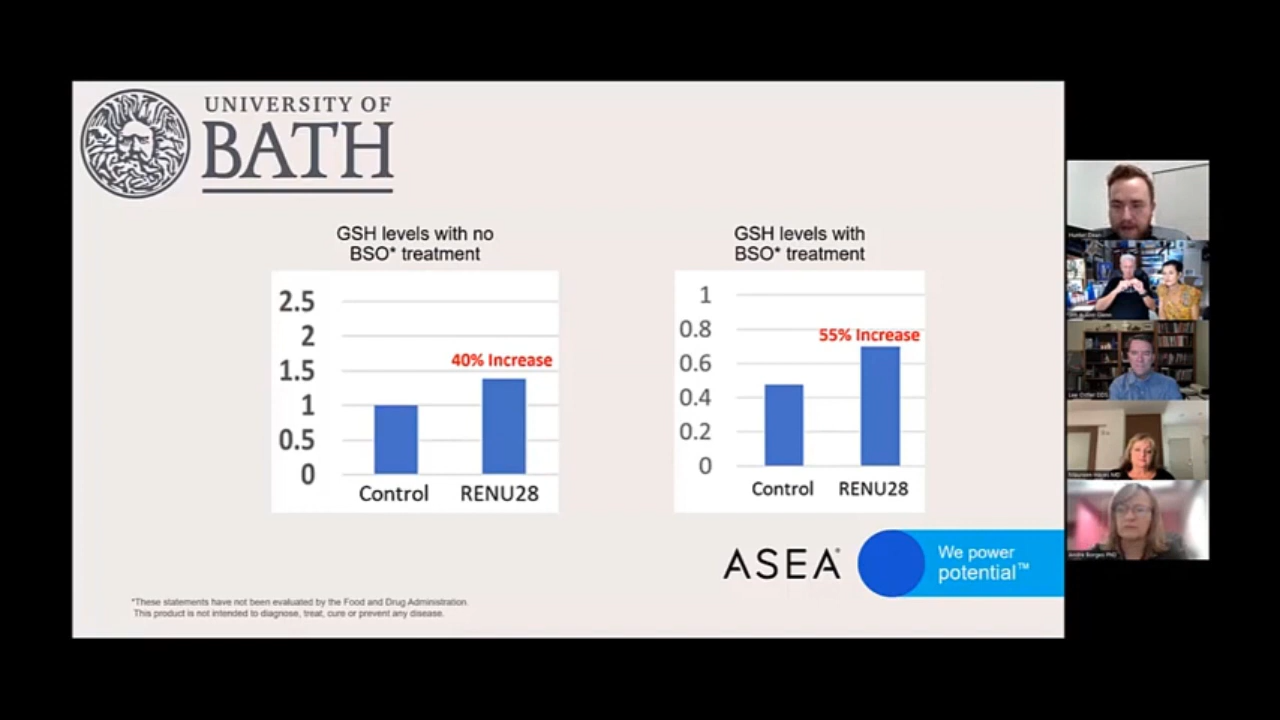 UNIVERSITY OF
BATH
GSH levels with no
BSO* treatment
2.5
2
1.5
1
0.5
0
40% Increase
Control
RENU28
GSH levels with
BSO* treatment
1
0.8
0.6
0.4
0.2
0
55% Increase
Control
RENU28
ASEA
We power
potential™
*These statements have not been evaluated by the Food and Drug Administration.
This product is not intended to diagnose, treat, cure or prevent any disease.